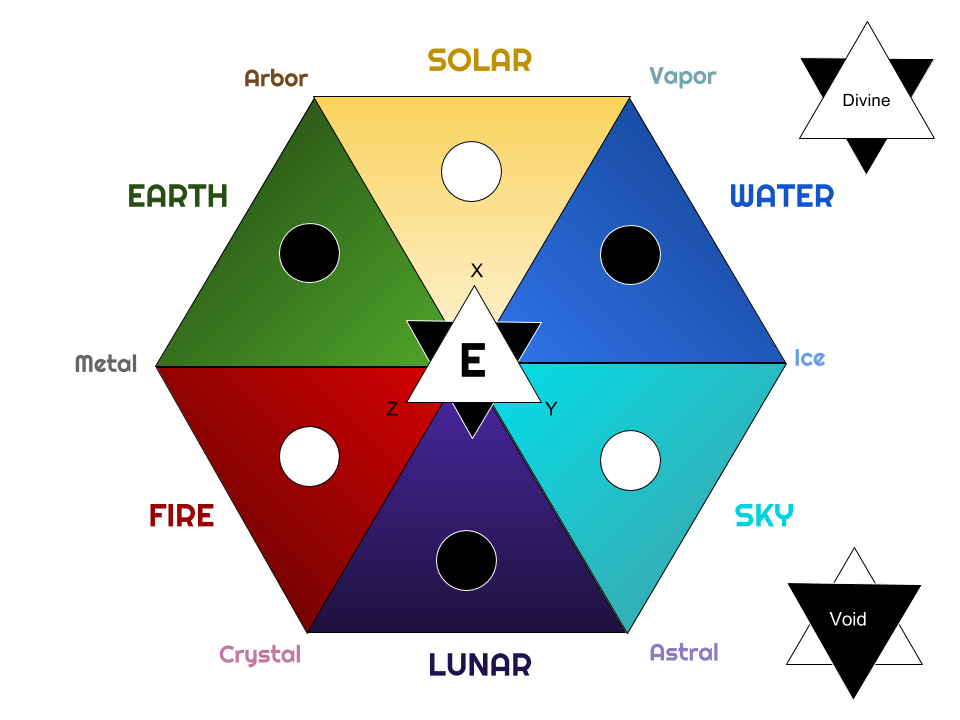 SOLAR
Arbor
Vapor
Divine
EARTH
WATER
X
E
Metal
Ice
Z
Y
FIRE
SKY
Void
Crystal
LUNAR
Astral